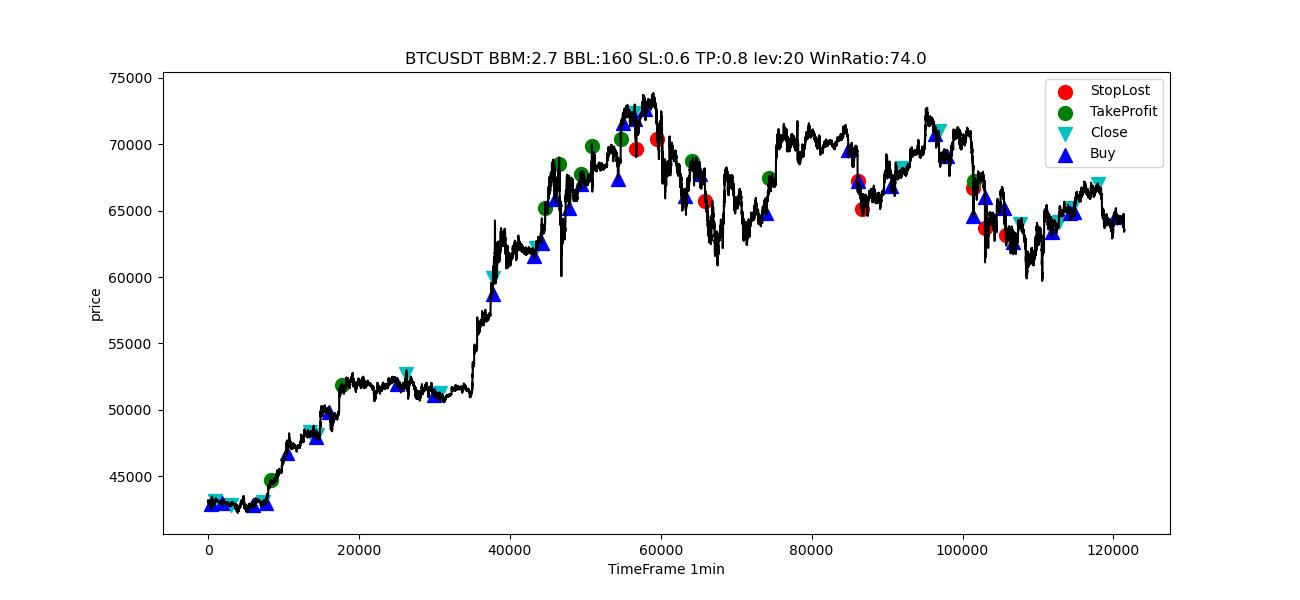 BTCUSDT BBM:2.7 BBL:160 SL:0.6 TP:0.8 lev:20 WinRatio:74.0
75000
70000
65000
60000
55000
50000
45000
price
StopLost
TakeProfit
Close
Buy
0
20000
40000
60000
80000
100000
120000
TimeFrame 1min